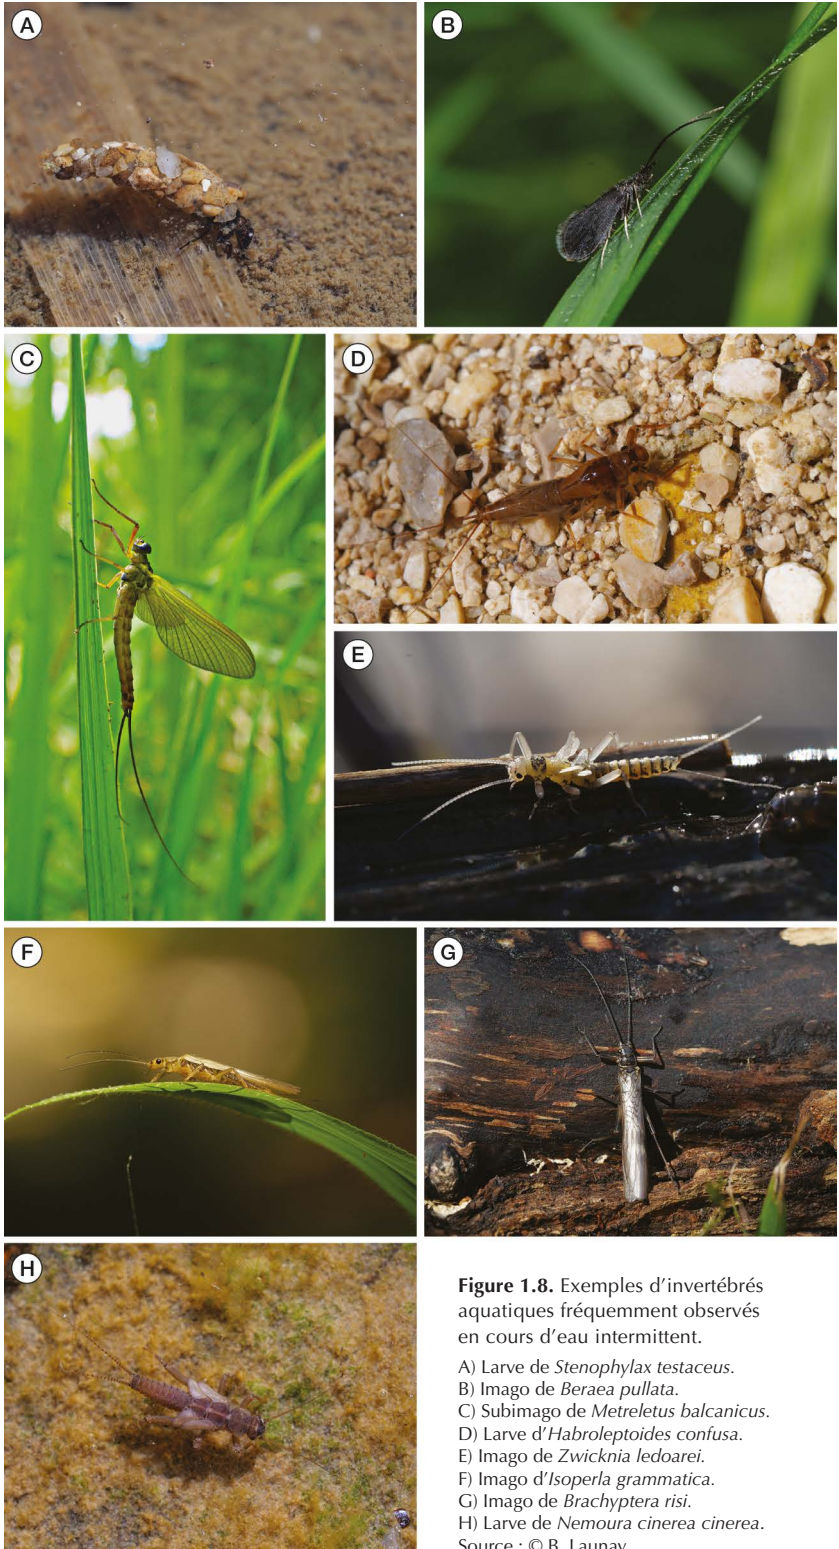 A
B
C
D
E
F
G
H
Figure 1.8. Exemples d'invertébrés
aquatiques fréquemment observés
en cours d'eau intermittent.
A) Larve de Stenophylax testaceus.
B) Imago de Beraea pullata.
C) Subimago de Metreletus balcanicus.
D) Larve d'Habroleptoides confusa.
E) Imago de Zwicknia ledoarei.
F) Imago d'Isoperla grammatica.
G) Imago de Brachyptera risi.
H) Larve de Nemoura cinerea cinerea.
Source : © B. Launay